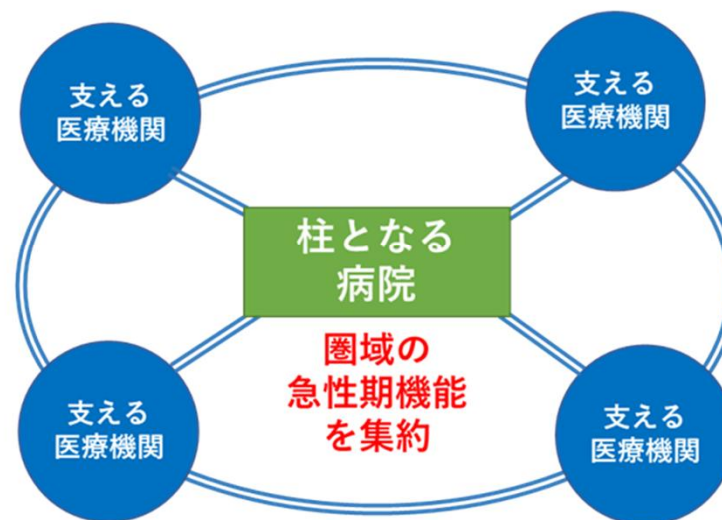 支える
医療機関
支える
医療機関
柱となる
病院
圏域の
急性期機能
を集約
支える
医療機関
支える
医療機関